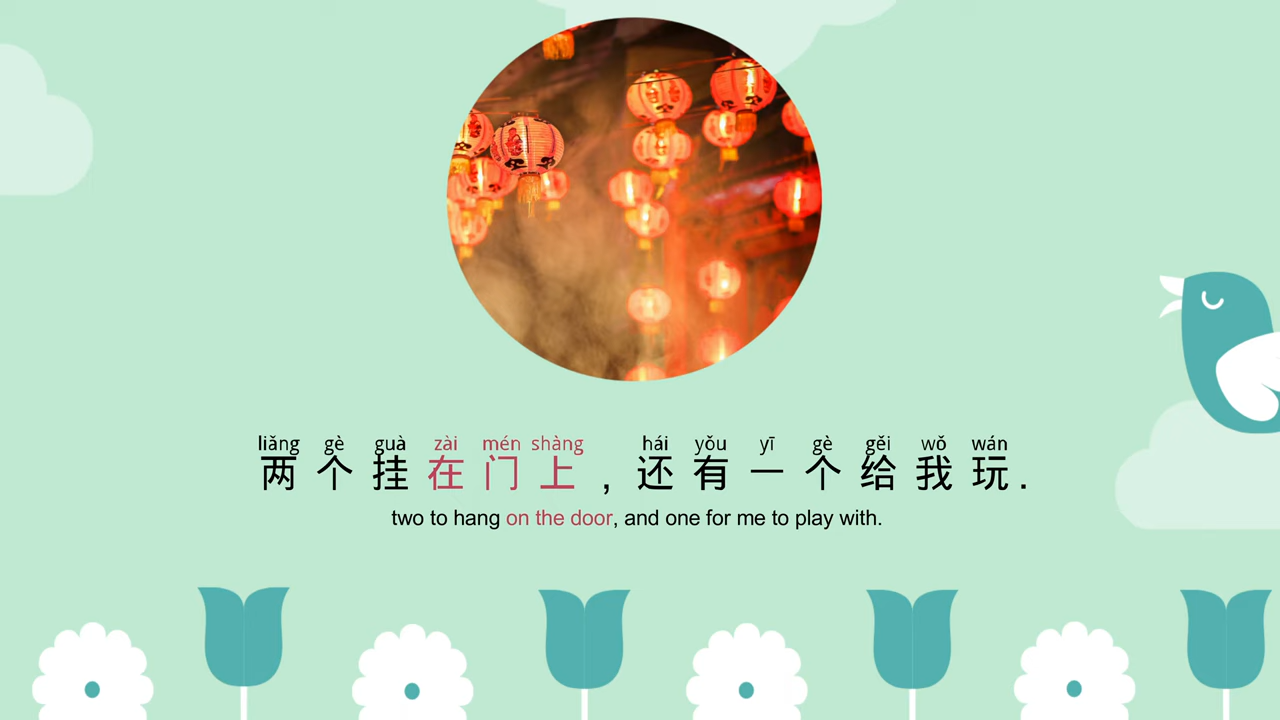 liǎng gè guà zài mén shàng hái yǒu yī gè gěi wǒ wán
两个挂在门上,还有一个给我玩.
two to hang on the door, and one for me to play with.